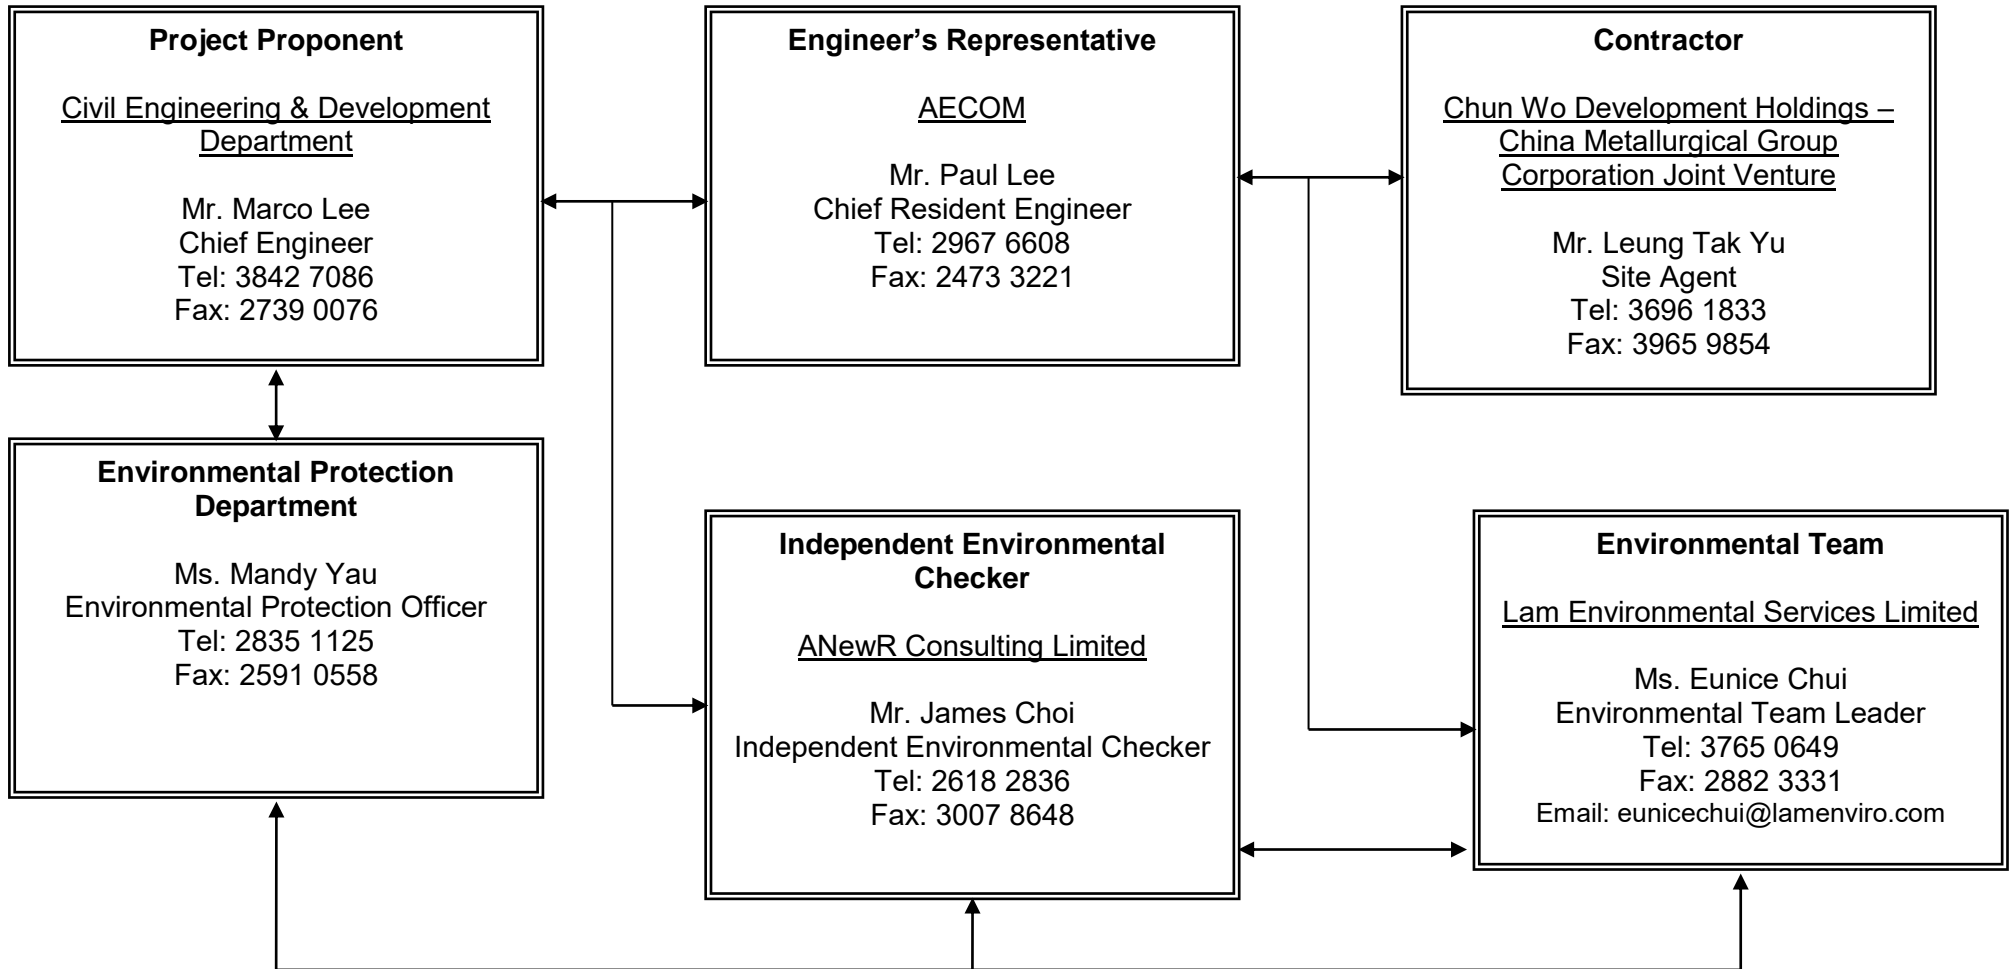 Project Proponent
Civil Engineering & Development
Department
Mr. Marco Lee
Chief Engineer
Tel: 3842 7086
Fax: 2739 0076
Engineer’s Representative
AECOM
Mr. Paul Lee
Chief Resident Engineer
Tel: 2967 6608
Fax: 2473 3221
Contractor
Chun Wo Development Holdings –
China Metallurgical Group
Corporation Joint Venture
Mr. Leung Tak Yu
Site Agent
Tel: 3696 1833
Fax: 3965 9854
Environmental Protection
Department
Ms. Mandy Yau
Environmental Protection Officer
Tel: 2835 1125
Fax: 2591 0558
Independent Environmental
Checker
ANewR Consulting Limited
Mr. James Choi
Independent Environmental Checker
Tel: 2618 2836
Fax: 3007 8648
Environmental Team
Lam Environmental Services Limited
Ms. Eunice Chui
Environmental Team Leader
Tel: 3765 0649
Fax: 2882 3331
Email: eunicechui@lamenviro.com